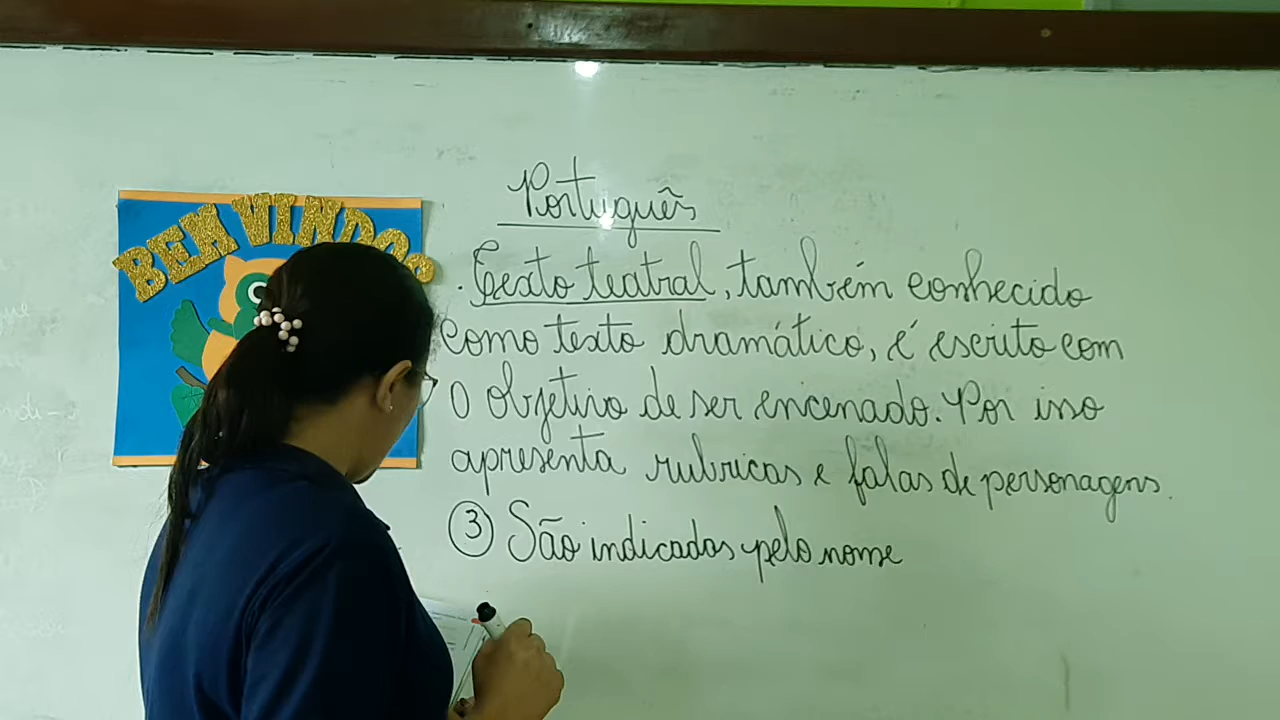 BEM VINDOS
Português
. Texto teatral, também conhecido
como texto dramático, é escrito com
o objetivo de ser encenado. Por isso
apresenta rubricas e falas de personagens.
③ São indicadas pelo nome